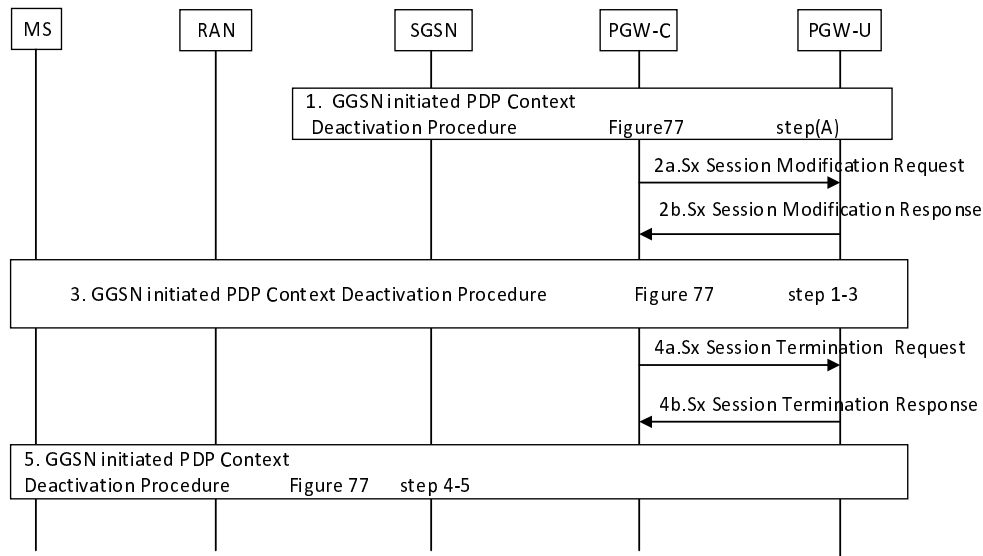 MS RAN SGSN PGW-C PGW-U
1. GGSN initiated PDP Context
Deactivation Procedure Figure77 step(A)
2a.Sx Session Modification Request
2b.Sx Session Modification Response
3. GGSN initiated PDP Context Deactivation Procedure Figure 77 step 1-3
4a.Sx Session Termination Request
4b.Sx Session Termination Response
5. GGSN initiated PDP Context
Deactivation Procedure Figure 77 step 4-5